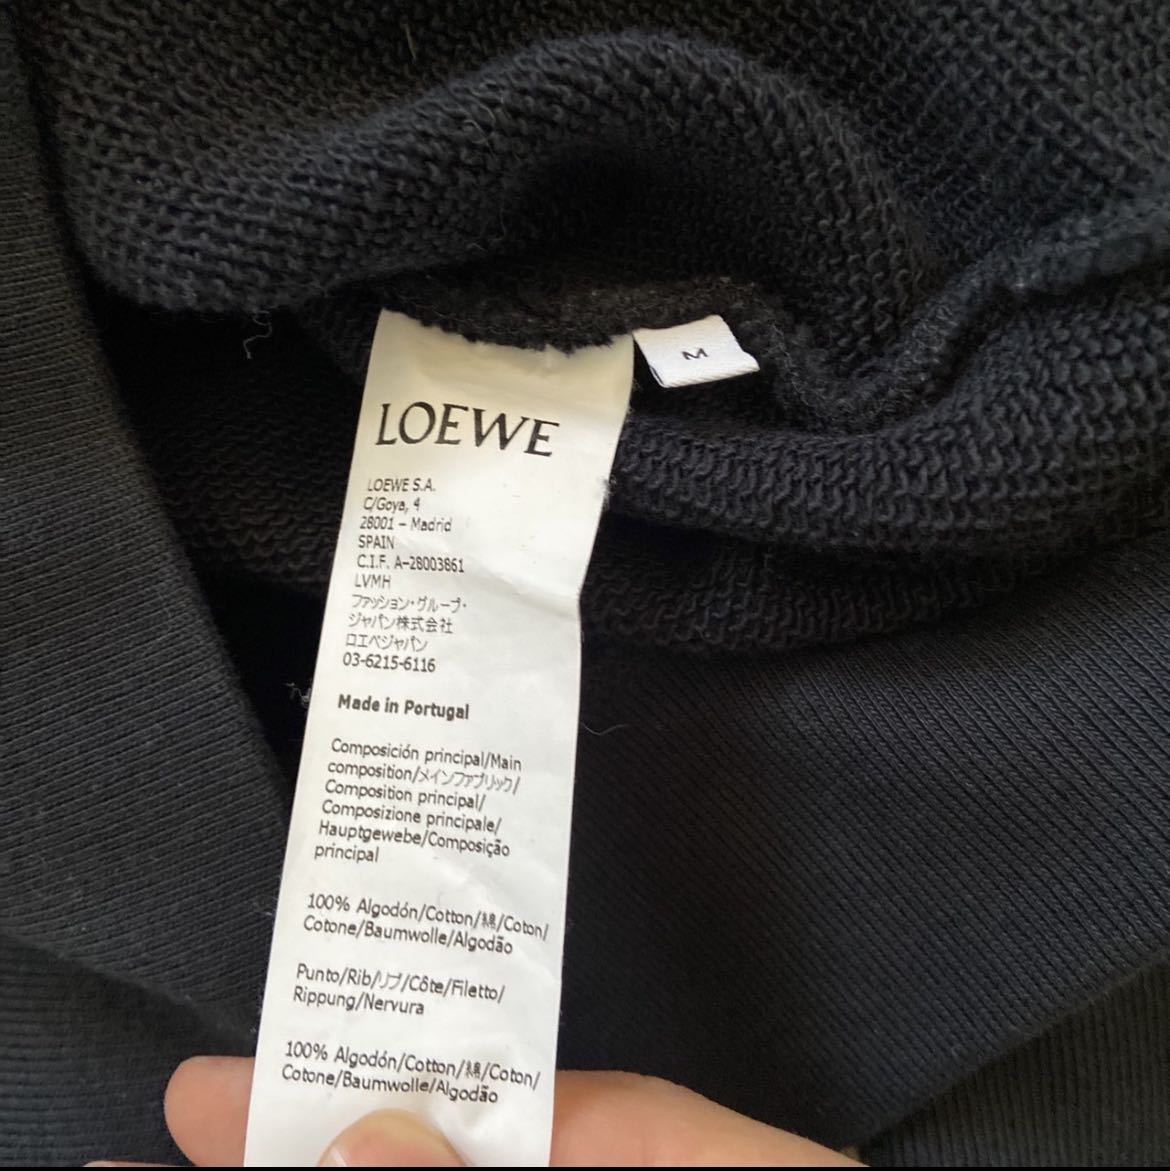 M
LOEWE
LOEWE S.A.
C/Goya, 4
28001 – Madrid
SPAIN
C.I.F. A-28003861
LVMH
ファッション・グループ・
ジャパン株式会社
ロエベジャパン
03-6215-6116
Made in Portugal
Composición principal/Main
composition/メインファブリック/
Composition principal/
Composizione principale/
Hauptgewebe/Composição
principal
100% Algodón/Cotton/綿/Coton/
Cotone/Baumwolle/Algodão
Punto/Rib/リブ/Côte/Filetto/
Rippung/Nervura
100% Algodón/Cotton/綿/Coton/
Cotone/Baumwolle/Algodão